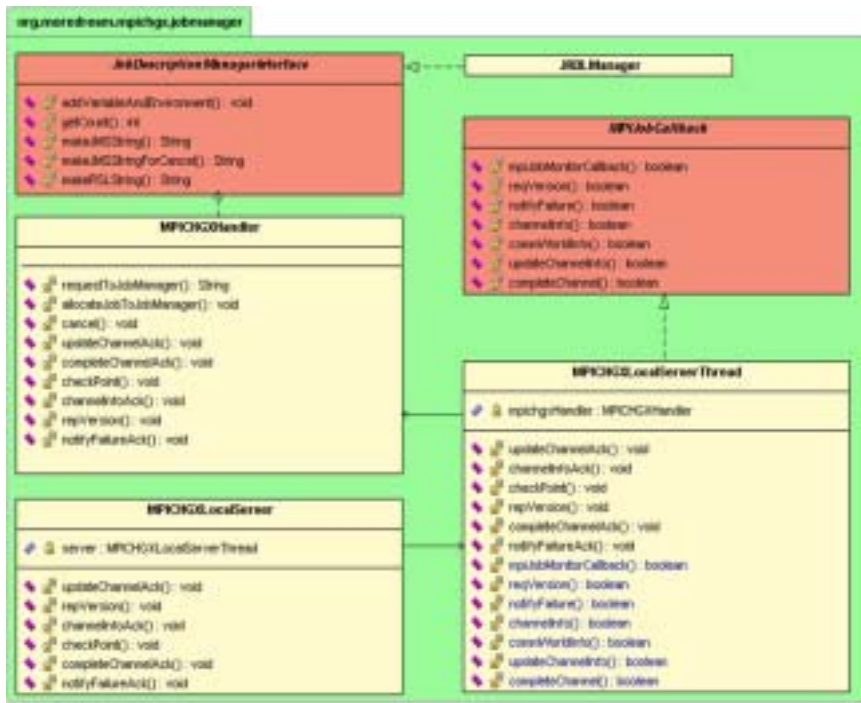 org.moredream.mpichgx.jobmanager
JobDescriptionManagerInterface
addVariableAndEnvironment() : void
getCount() : int
makeJMSString() : String
makeJMSStringForCancel() : String
makeRSLString() : String
JRDLManager
MPIJobCallback
mpiJobMonitorCallback() : boolean
reqVersion() : boolean
notifyFailure() : boolean
channelInfo() : boolean
commWorldInfo() : boolean
updateChannelInfo() : boolean
completeChannel() : boolean
MPICHGXHandler
requestToJobManager() : String
allocateJobToJobManager() : void
cancel() : void
updateChannelAck() : void
completeChannelAck() : void
checkPoint() : void
channelInfoAck() : void
repVersion() : void
notifyFailureAck() : void
MPICHGXLocalServerThread
mpichgxHandler : MPICHGXHandler
updateChannelAck() : void
channelInfoAck() : void
checkPoint() : void
repVersion() : void
completeChannelAck() : void
notifyFailureAck() : void
mpiJobMonitorCallback() : boolean
reqVersion() : boolean
notifyFailure() : boolean
channelInfo() : boolean
commWorldInfo() : boolean
updateChannelInfo() : boolean
completeChannel() : boolean
MPICHGXLocalServer
server : MPICHGXLocalServerThread
updateChannelAck() : void
repVersion() : void
channelInfoAck() : void
checkPoint() : void
completeChannelAck() : void
notifyFailureAck() : void